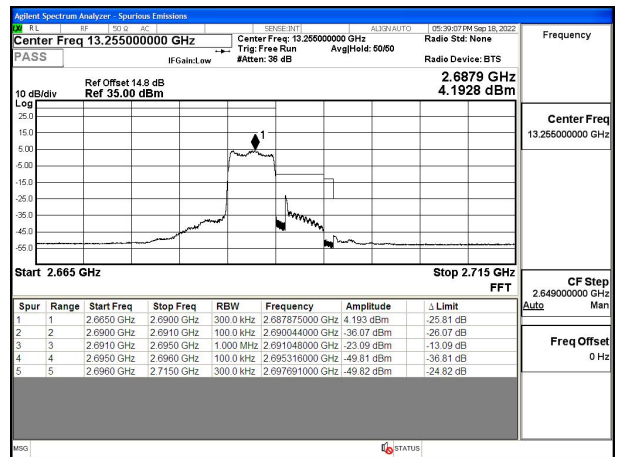 Agilent Spectrum Analyzer - Spurious Emissions
RL RF 50 Ω AC SENSE:INT ALIGN AUTO 05:39:07 PM Sep 18, 2022
Center Freq 13.255000000 GHz
Center Freq: 13.255000000 GHz
Radio Std: None
Trig: Free Run Avg|Hold: 50/50
PASS
IFGain:Low
#Atten: 36 dB
Radio Device: BTS
Ref Offset 14.8 dB
2.6879 GHz
10 dB/div Ref 35.00 dBm
4.1928 dBm
Log
25.0
15.0
1
5.00
-5.00
-15.0
-25.0
-35.0
-45.0
-55.0
Start 2.665 GHz Stop 2.715 GHz
FFT
Spur Range Start Freq Stop Freq RBW Frequency Amplitude Δ Limit
1 1 2.6650 GHz 2.6900 GHz 300.0 kHz 2.687875000 GHz 4.193 dBm -25.81 dB
2 2 2.6900 GHz 2.6910 GHz 100.0 kHz 2.690044000 GHz -36.07 dBm -26.07 dB
3 3 2.6910 GHz 2.6950 GHz 1.000 MHz 2.691048000 GHz -23.09 dBm -13.09 dB
4 4 2.6950 GHz 2.6960 GHz 100.0 kHz 2.695316000 GHz -49.81 dBm -36.81 dB
5 5 2.6960 GHz 2.7150 GHz 300.0 kHz 2.697691000 GHz -49.82 dBm -24.82 dB
MSG STATUS
Frequency
Center Freq
13.255000000 GHz
CF Step
2.649000000 GHz
Auto Man
Freq Offset
0 Hz